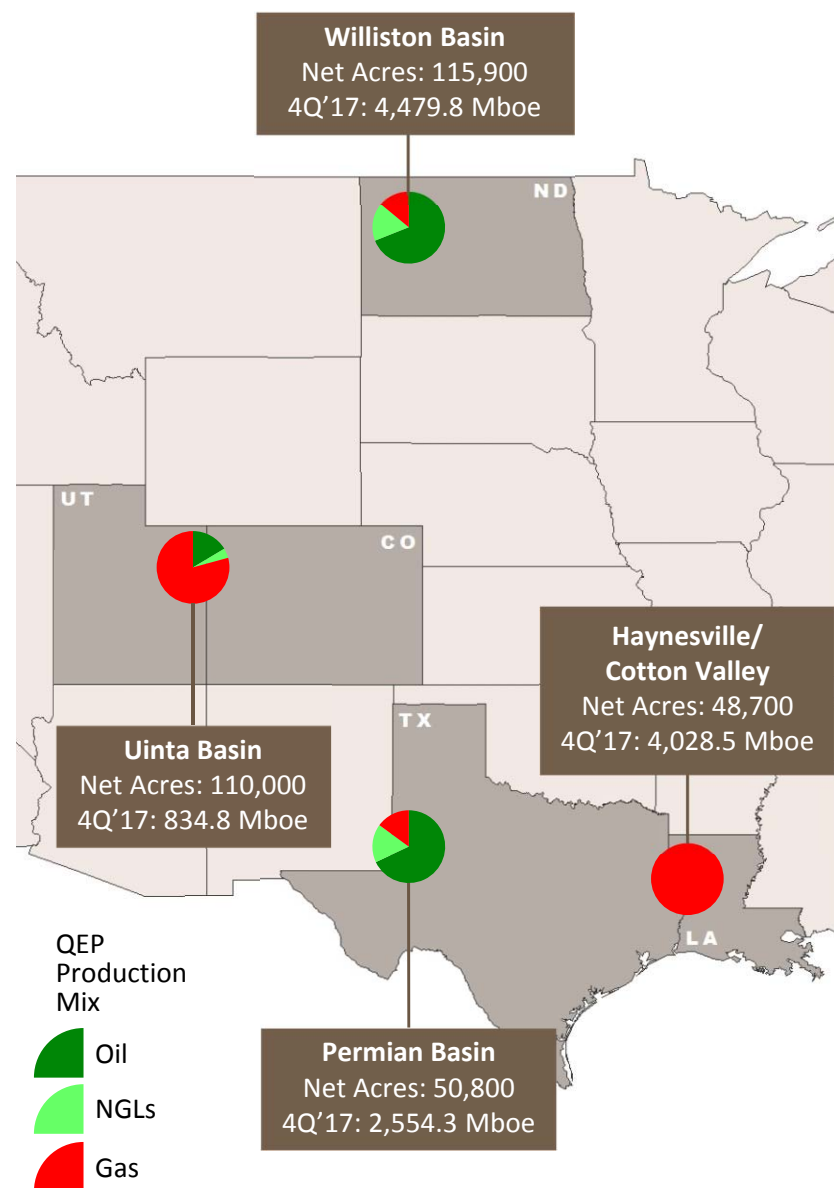 Williston Basin
Net Acres: 115,900
4Q’17: 4,479.8 Mboe
ND
UT
CO
Haynesville/
Cotton Valley
Net Acres: 48,700
4Q’17: 4,028.5 Mboe
TX
Uinta Basin
Net Acres: 110,000
4Q’17: 834.8 Mboe
LA
QEP
Production
Mix
Oil
NGLs
Gas
Permian Basin
Net Acres: 50,800
4Q’17: 2,554.3 Mboe